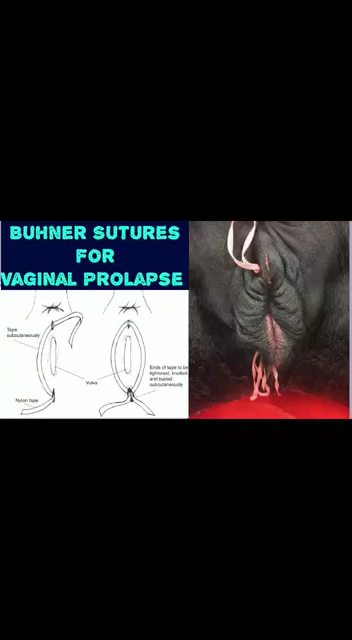 BUHNER SUTURES
FOR
VAGINAL PROLAPSE
Tape
subcutaneously
Vulva
Nylon tape
Ends of tape to be
tightened, knotted,
and buried
subcutaneously